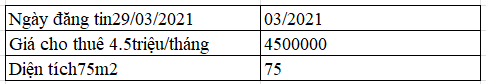 Ngày đăng tin29/03/2021 03/2021
Giá cho thuê 4.5triệu/tháng 4500000
Diện tích75m2 75